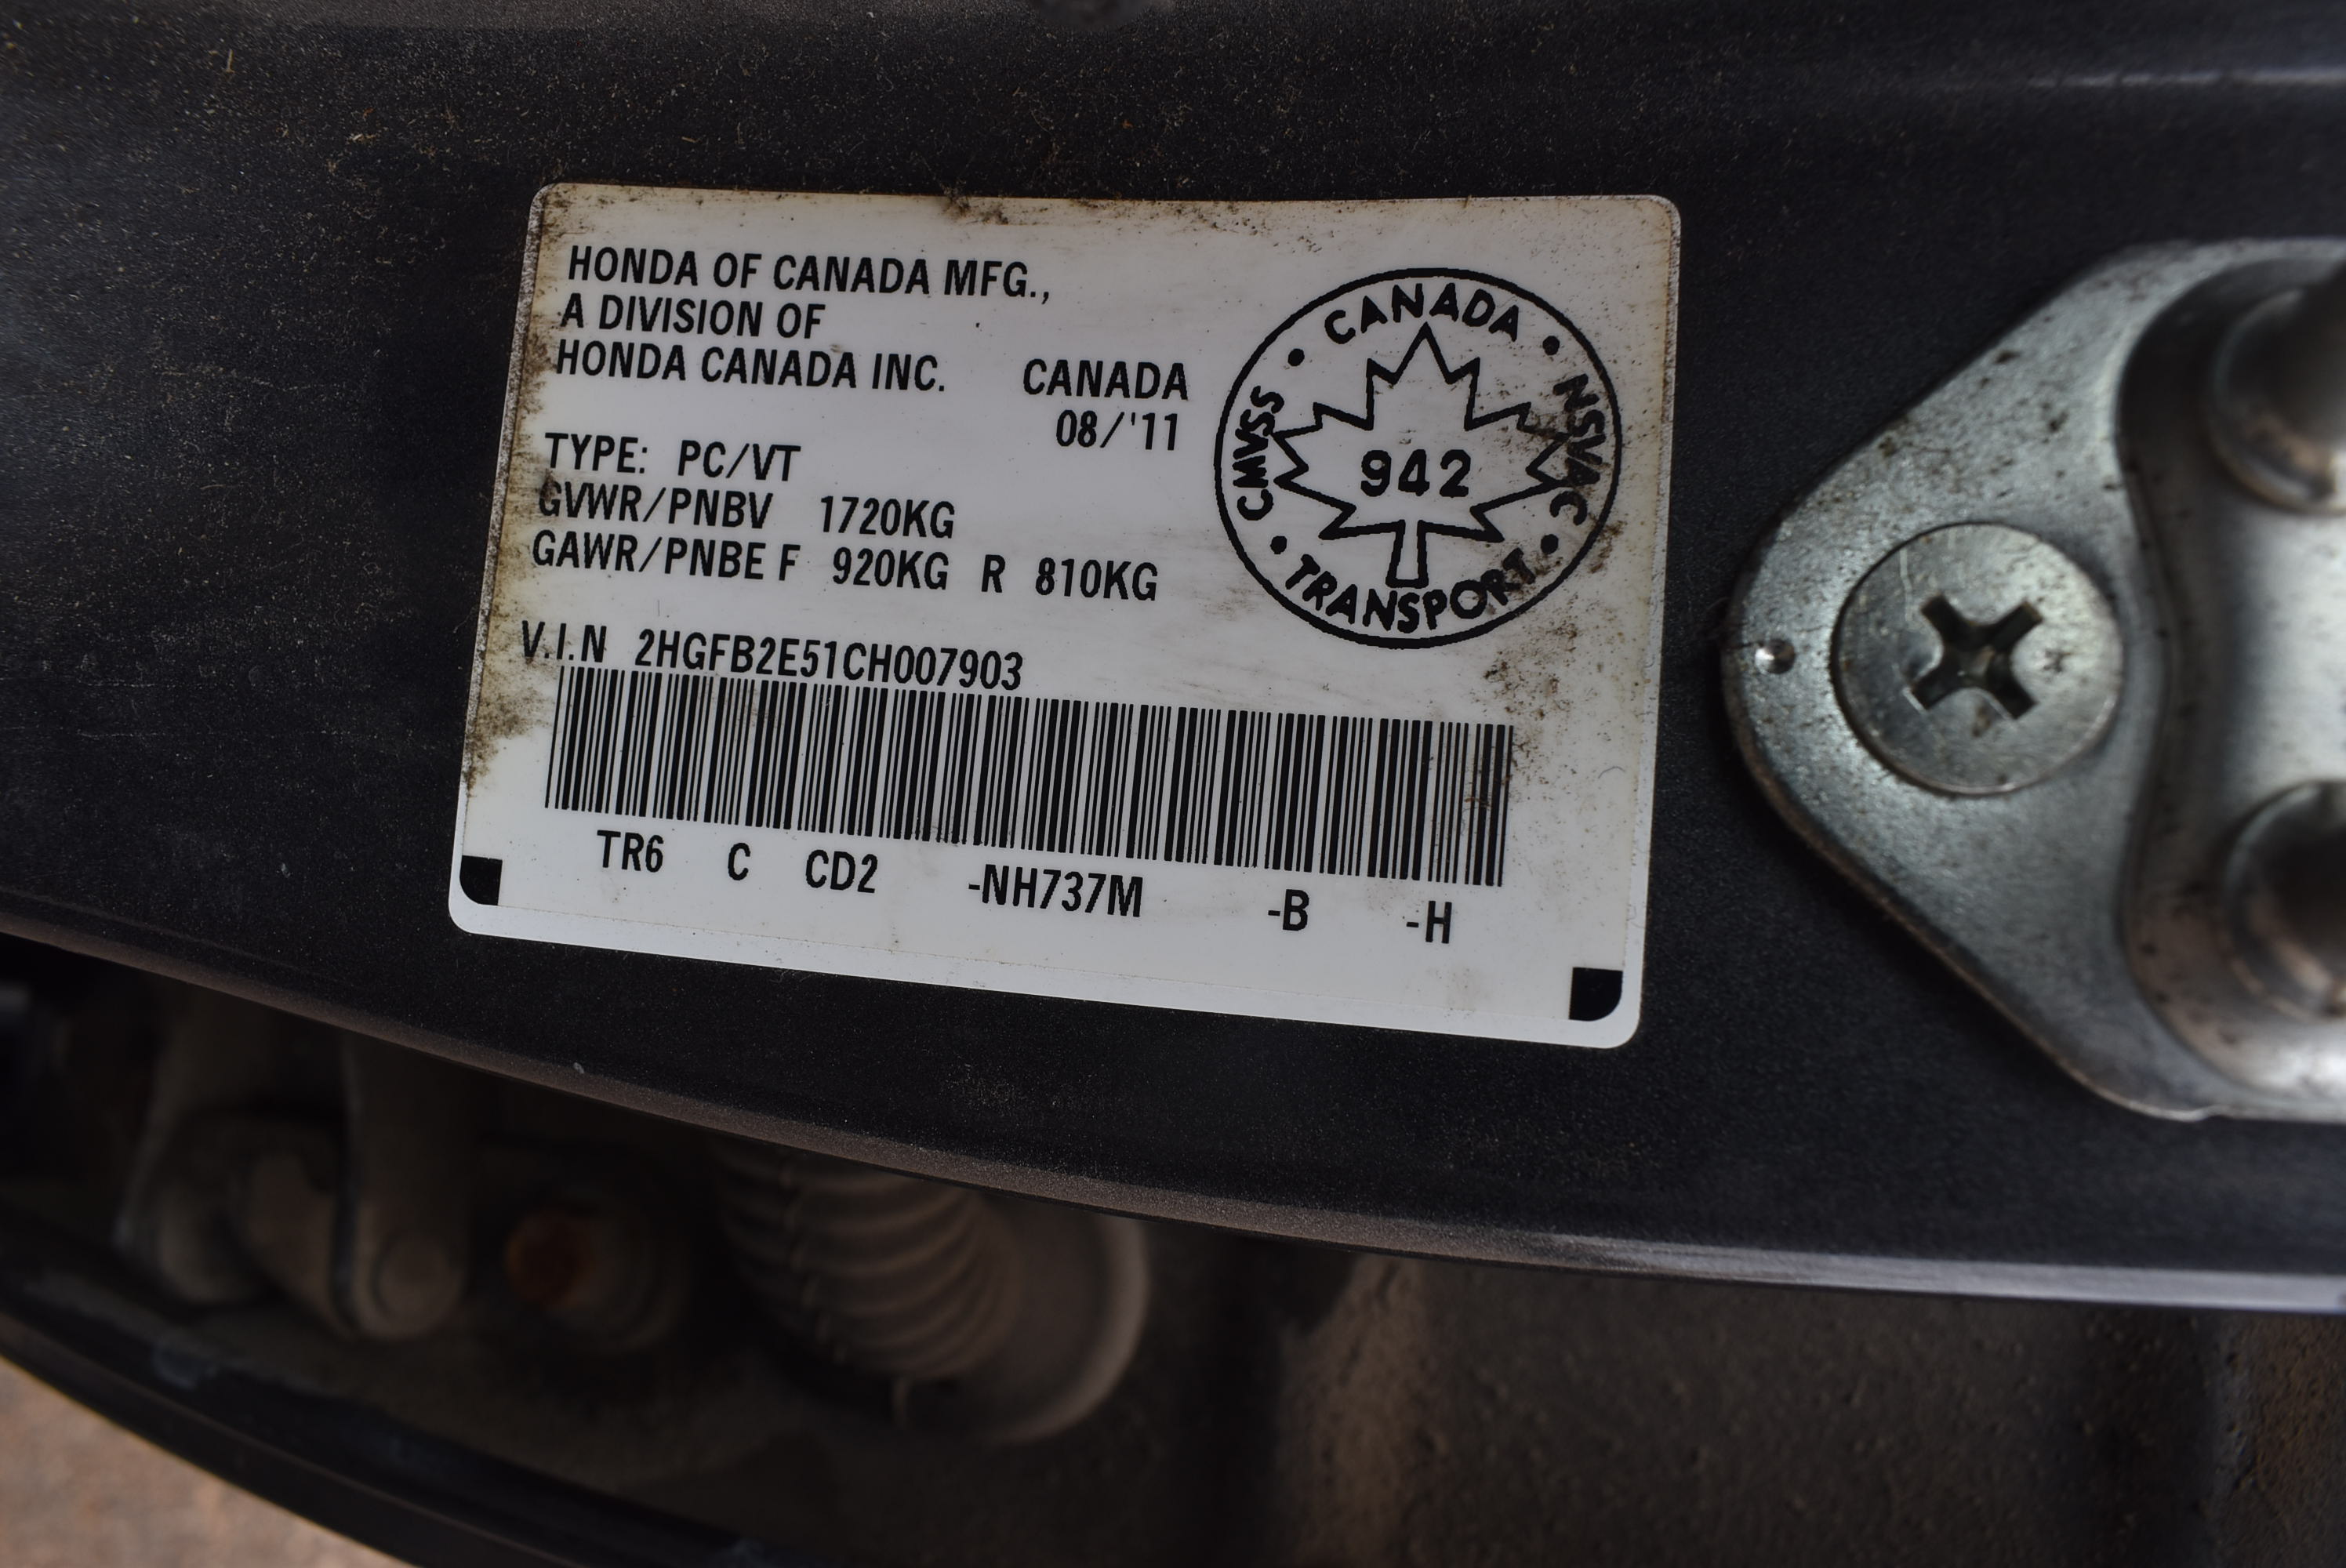 HONDA OF CANADA MFG.,
A DIVISION OF
HONDA CANADA INC. CANADA
08/'11
TYPE: PC/VT
GVWR/PNBV 1720KG
GAWR/PNBE F 920KG R 810KG
CANADA • NSVAC • TRANSPORT • CMVSS •
942
V.I.N 2HGFB2E51CH007903
TR6 C CD2 -NH737M -B -H